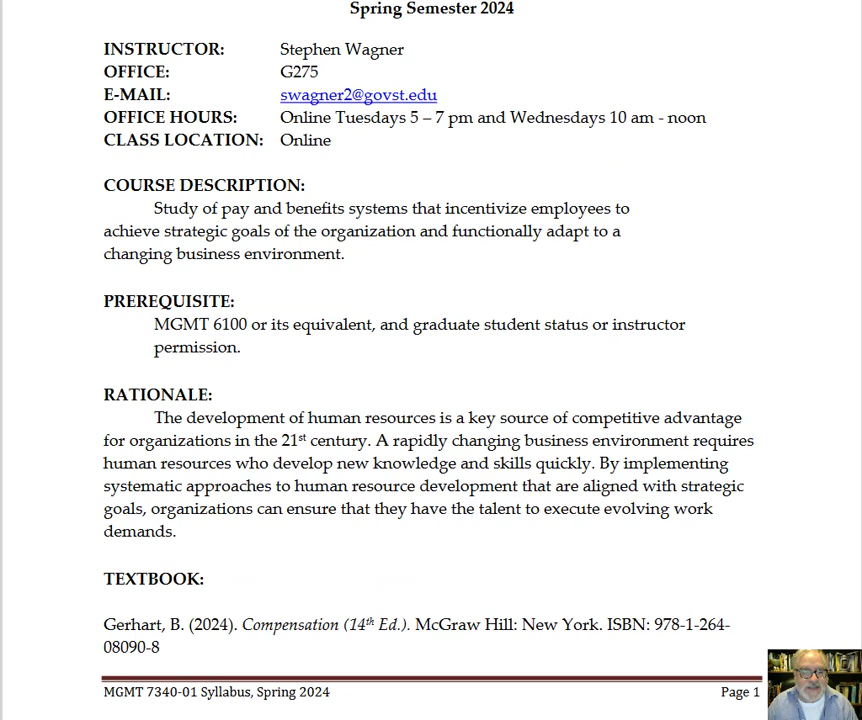 Spring Semester 2024
INSTRUCTOR: Stephen Wagner
OFFICE: G275
E-MAIL: swagner2@govst.edu
OFFICE HOURS: Online Tuesdays 5 – 7 pm and Wednesdays 10 am - noon
CLASS LOCATION: Online
COURSE DESCRIPTION:
Study of pay and benefits systems that incentivize employees to
achieve strategic goals of the organization and functionally adapt to a
changing business environment.
PREREQUISITE:
MGMT 6100 or its equivalent, and graduate student status or instructor
permission.
RATIONALE:
The development of human resources is a key source of competitive advantage
for organizations in the 21st century. A rapidly changing business environment requires
human resources who develop new knowledge and skills quickly. By implementing
systematic approaches to human resource development that are aligned with strategic
goals, organizations can ensure that they have the talent to execute evolving work
demands.
TEXTBOOK:
Gerhart, B. (2024). Compensation (14th Ed.). McGraw Hill: New York. ISBN: 978-1-264-
08090-8
MGMT 7340-01 Syllabus, Spring 2024 Page 1